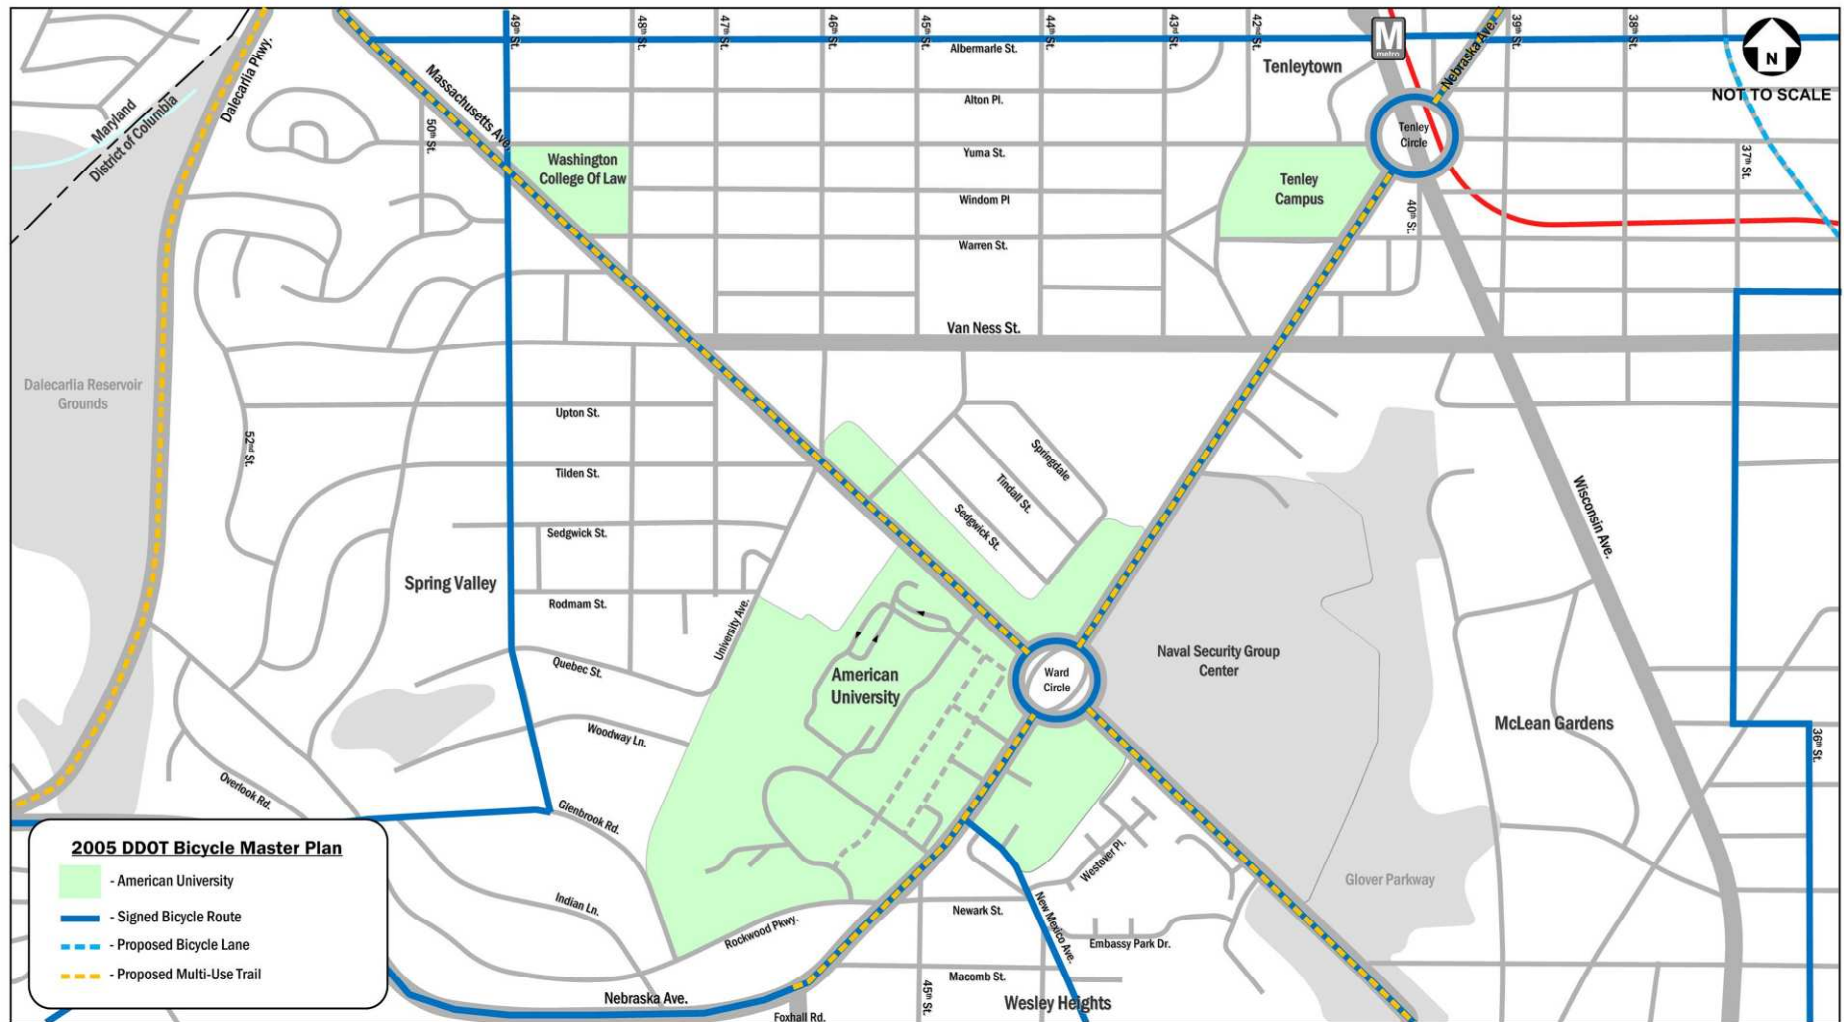 49th St.
48th St.
47th St.
46th St.
45th St.
44th St.
43rd St.
42nd St.
39th St.
38th St.
Albermarle St.
M
metro
Nebraska Ave.
N
NOT TO SCALE
Tenleytown
Massachusetts Ave.
Dalecarlia Pkwy.
Maryland
District of Columbia
50th St.
Alton Pl.
Tenley
Circle
Yuma St.
Washington
College Of Law
Tenley
Campus
37th St.
Windom Pl
40th St.
Warren St.
Van Ness St.
Dalecarlia Reservoir
Grounds
Upton St.
52nd St.
Tilden St.
Springdale
Tindall St.
Sedgwick St.
Wisconsin Ave.
Sedgwick St.
Spring Valley
Rodmam St.
University Ave.
Quebec St.
American
University
Ward
Circle
Naval Security Group
Center
McLean Gardens
36th St.
Woodway Ln.
Overlook Rd.
Glenbrook Rd.
Westover Pl.
Glover Parkway
Indian Ln.
Rockwood Pkwy.
Newark St.
New Mexico Ave.
Embassy Park Dr.
Macomb St.
45th St.
Wesley Heights
Nebraska Ave.
Foxhall Rd.
2005 DDOT Bicycle Master Plan
- American University
- Signed Bicycle Route
- Proposed Bicycle Lane
- Proposed Multi-Use Trail